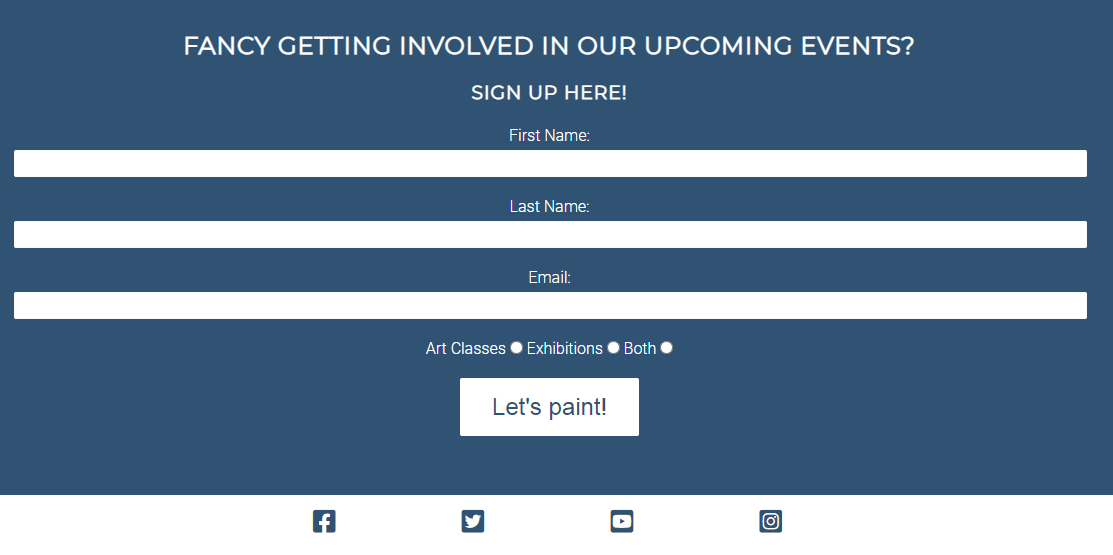 FANCY GETTING INVOLVED IN OUR UPCOMING EVENTS?
SIGN UP HERE!
First Name:
Last Name:
Email:
Art Classes Exhibitions Both
Let's paint!